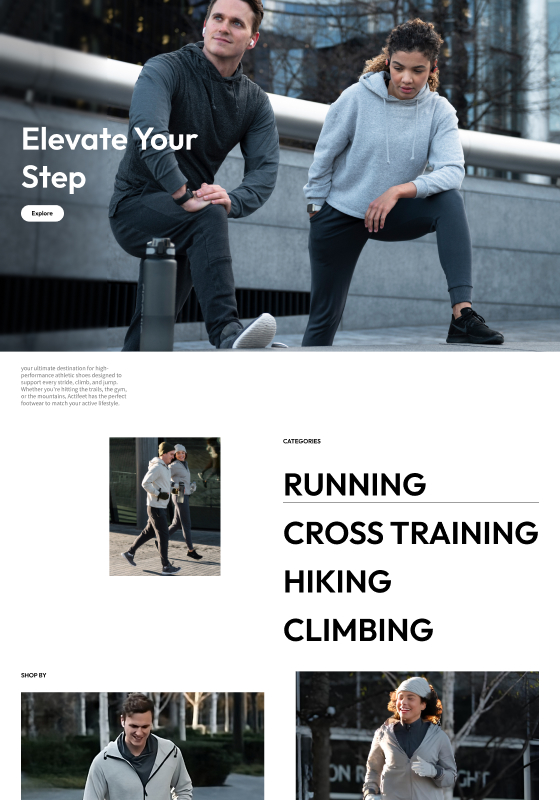 Elevate Your
Step
Explore
your ultimate destination for high-
performance athletic shoes designed to
support every stride, climb, and jump.
Whether you're hitting the trails, the gym,
or the mountains, Actifeet has the perfect
footwear to match your active lifestyle.
CATEGORIES
RUNNING
CROSS TRAINING
HIKING
CLIMBING
SHOP BY